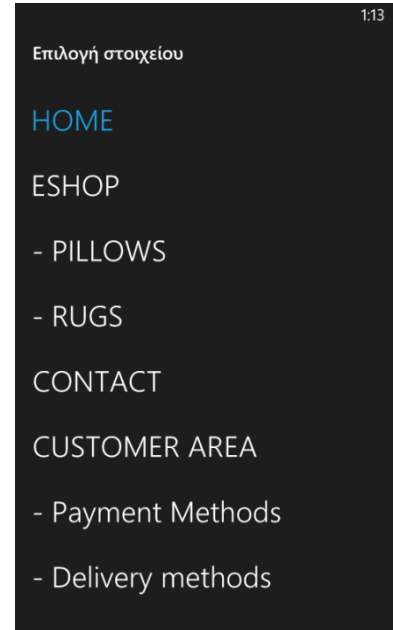 1:13
Επιλογή στοιχείου
HOME
ESHOP
- PILLOWS
- RUGS
CONTACT
CUSTOMER AREA
- Payment Methods
- Delivery methods